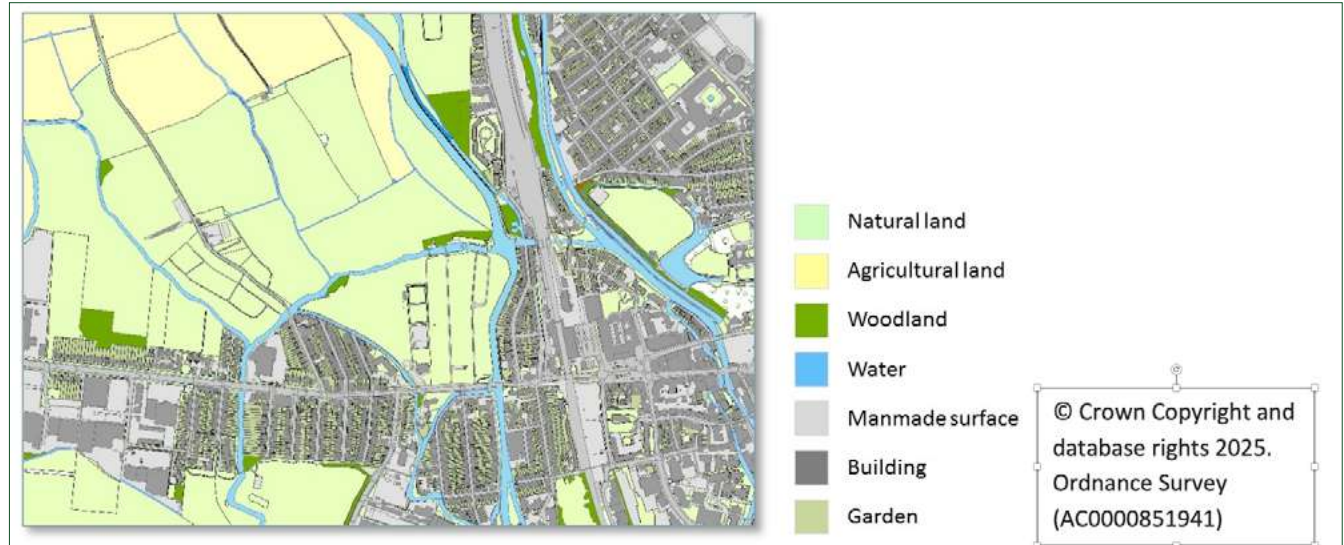 Natural land
Agricultural land
Woodland
Water
Manmade surface
Building
Garden
© Crown Copyright and
database rights 2025.
Ordnance Survey
(AC0000851941)